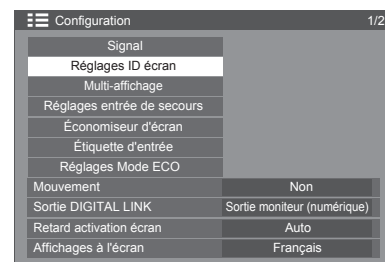 Configuration 1/2
Signal
Réglages ID écran
Multi-affichage
Réglages entrée de secours
Économiseur d'écran
Étiquette d'entrée
Réglages Mode ECO
Mouvement Non
Sortie DIGITAL LINK Sortie moniteur (numérique)
Retard activation écran Auto
Affichages à l'écran Français